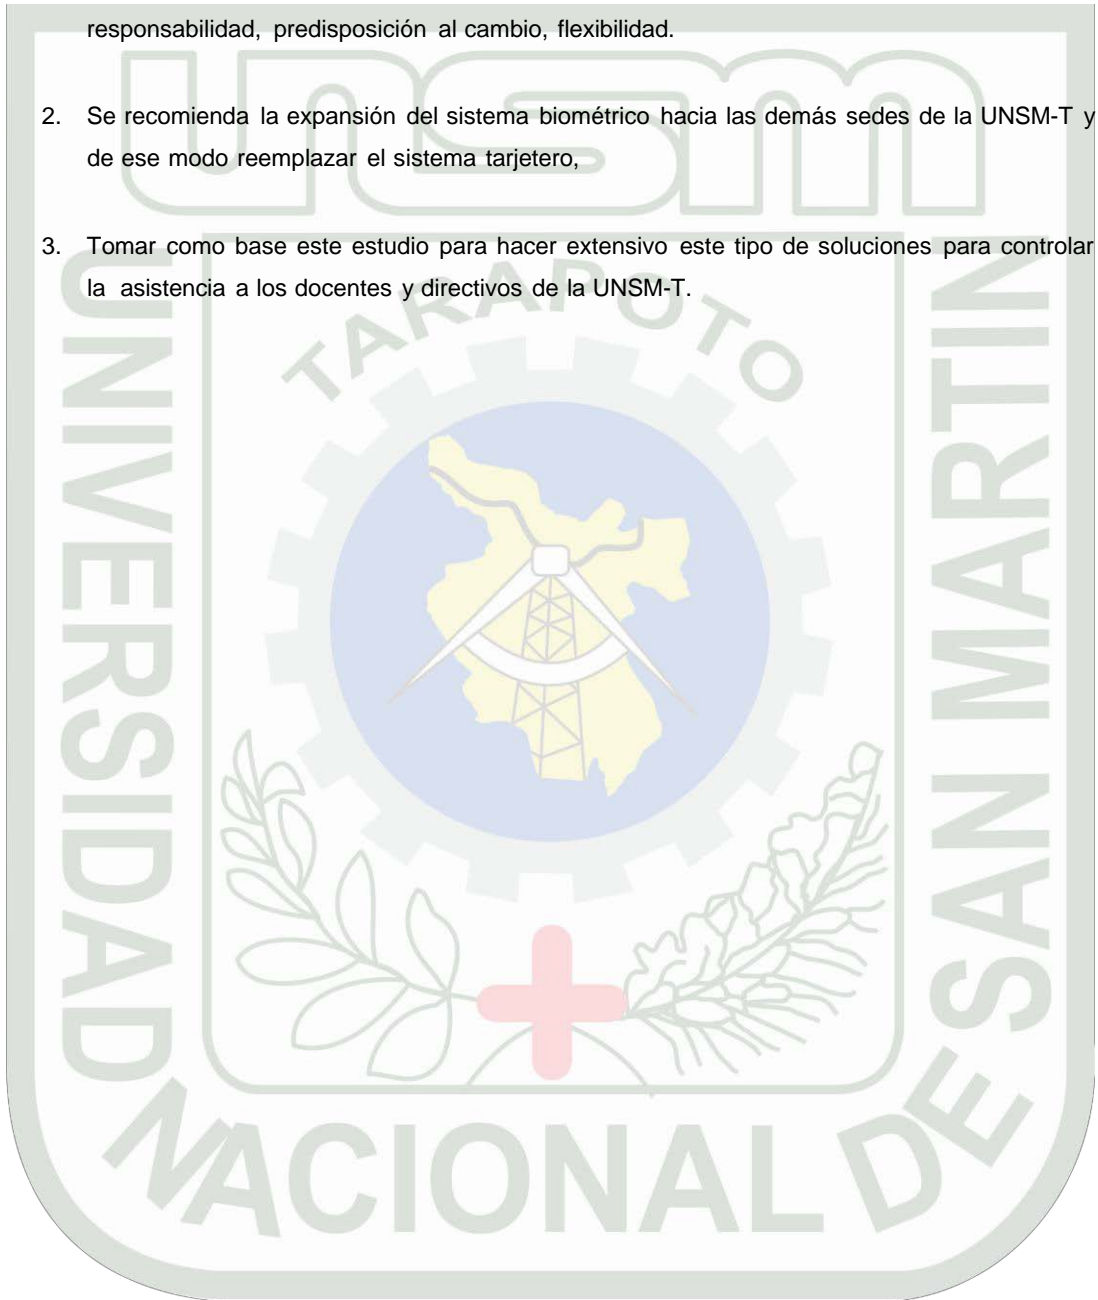 responsabilidad, predisposición al cambio, flexibilidad.
2. Se recomienda la expansión del sistema biométrico hacia las demás sedes de la UNSM-T y
de ese modo reemplazar el sistema tarjetero,
3. Tomar como base este estudio para hacer extensivo este tipo de soluciones para controlar
la asistencia a los docentes y directivos de la UNSM-T.
unsm
TARAPOTO
UNIVERSIDAD
NACIONAL DE
SAN MARTIN